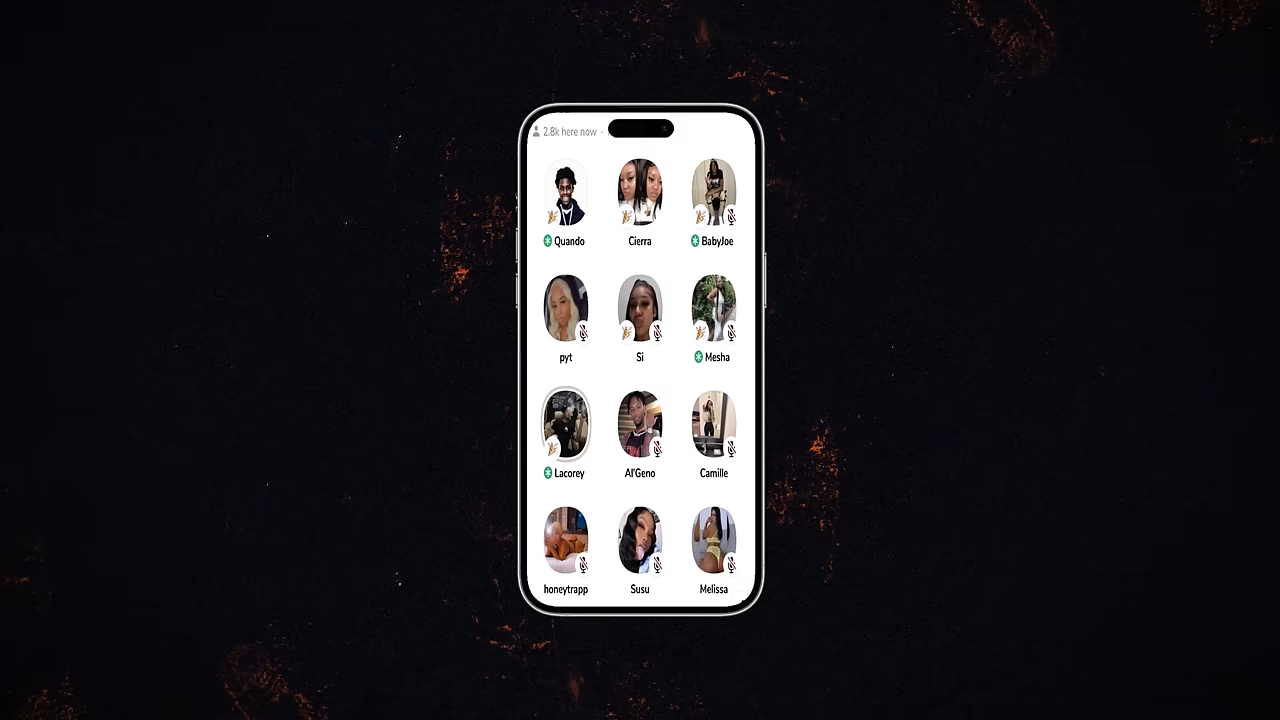 2.8k here now
Quando Cierra BabyJoe
pyt Si Mesha
Lacorey Al'Geno Camille
honeytrapp Susu Melissa